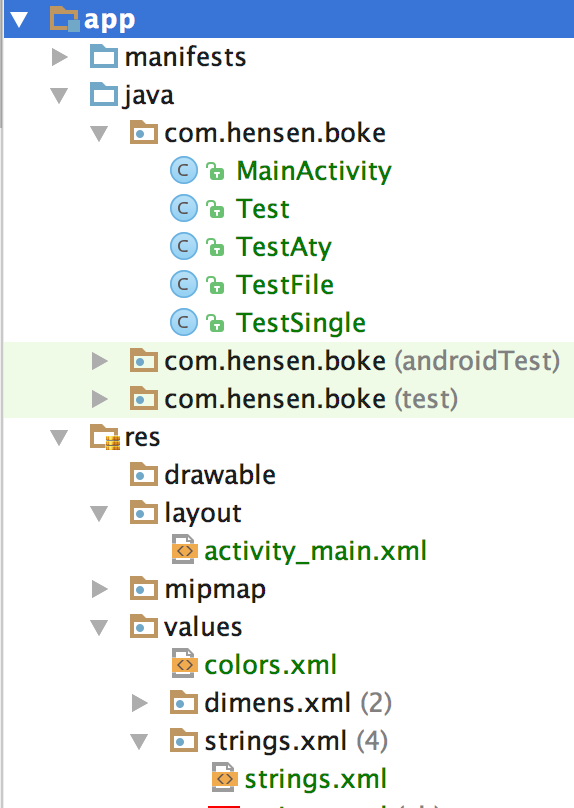 app
manifests
java
com.hensen.boke
MainActivity
Test
TestAty
TestFile
TestSingle
com.hensen.boke (androidTest)
com.hensen.boke (test)
res
drawable
layout
activity_main.xml
mipmap
values
colors.xml
dimens.xml (2)
strings.xml (4)
strings.xml